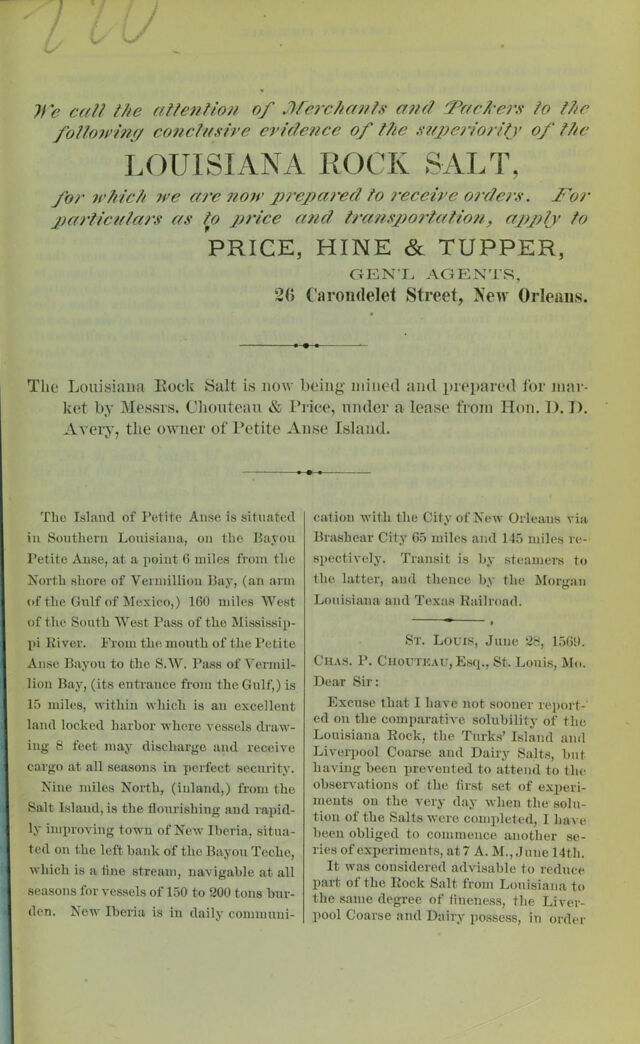 We call the attention of Merchants and Packers to the
following conclusive evidence of the superiority of the
LOUISIANA ROCK SALT,
for which we are now prepared to receive orders. For
particulars as to price and transportation, apply to
PRICE, HINE & TUPPER,
GEN'L AGENTS,
26 Carondelet Street, New Orleans.
The Louisiana Rock Salt is now being mined and prepared for mar-
ket by Messrs. Chouteau & Price, under a lease from Hon. D. D.
Avery, the owner of Petite Anse Island.
The Island of Petite Anse is situated
in Southern Louisiana, on the Bayou
Petite Anse, at a point 6 miles from the
North shore of Vermillion Bay, (an arm
of the Gulf of Mexico,) 160 miles West
of the South West Pass of the Mississip-
pi River. From the mouth of the Petite
Anse Bayou to the S.W. Pass of Vermil-
lion Bay, (its entrance from the Gulf,) is
15 miles, within which is an excellent
land locked harbor where vessels draw-
ing 8 feet may discharge and receive
cargo at all seasons in perfect security.
Nine miles North, (inland,) from the
Salt Island, is the flourishing and rapid-
ly improving town of New Iberia, situa-
ted on the left bank of the Bayou Teche,
which is a fine stream, navigable at all
seasons for vessels of 150 to 200 tons bur-
den. New Iberia is in daily communi-
cation with the City of New Orleans via
Brashear City 65 miles and 145 miles re-
spectively. Transit is by steamers to
the latter, and thence by the Morgan
Louisiana and Texas Railroad.
ST. LOUIS, June 28, 1569.
CHAS. P. CHOUTEAU, Esq., St. Louis, Mo.
Dear Sir:
Excuse that I have not sooner report-
ed on the comparative solubility of the
Louisiana Rock, the Turks' Island and
Liverpool Coarse and Dairy Salts, but
having been prevented to attend to the
observations of the first set of experi-
ments on the very day when the solu-
tion of the Salts were completed, I have
been obliged to commence another se-
ries of experiments, at 7 A. M., June 14th.
It was considered advisable to reduce
part of the Rock Salt from Louisiana to
the same degree of fineness, the Liver-
pool Coarse and Dairy possess, in order